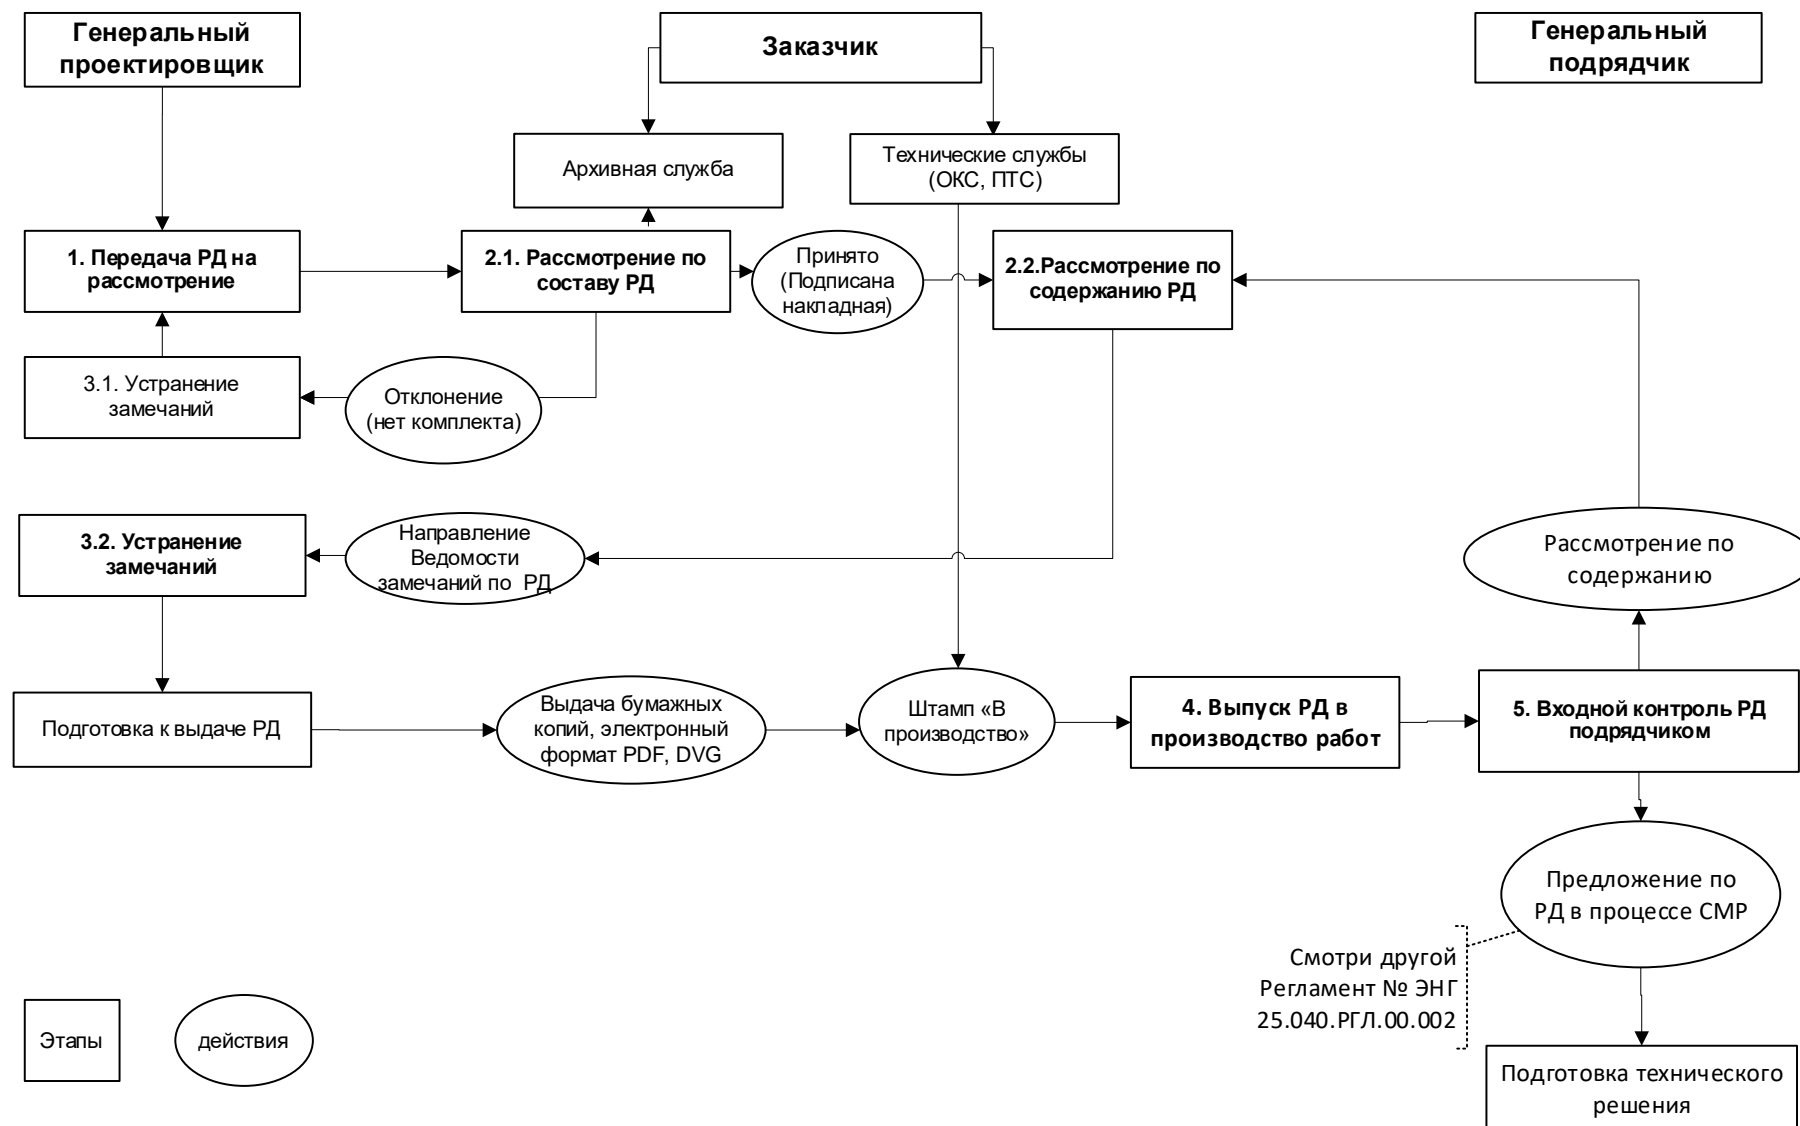 Генеральный
проектировщик
Заказчик
Генеральный
подрядчик
Архивная служба
Технические службы
(ОКС, ПТС)
1. Передача РД на
рассмотрение
2.1. Рассмотрение по
составу РД
Принято
(Подписана
накладная)
2.2.Рассмотрение по
содержанию РД
3.1. Устранение
замечаний
Отклонение
(нет комплекта)
3.2. Устранение
замечаний
Направление
Ведомости
замечаний по РД
Рассмотрение по
содержанию
Подготовка к выдаче РД
Выдача бумажных
копий, электронный
формат PDF, DVG
Штамп «В
производство»
4. Выпуск РД в
производство работ
5. Входной контроль РД
подрядчиком
Предложение по
РД в процессе СМР
Смотри другой
Регламент № ЭНГ
25.040.РГЛ.00.002
Этапы
действия
Подготовка технического
решения